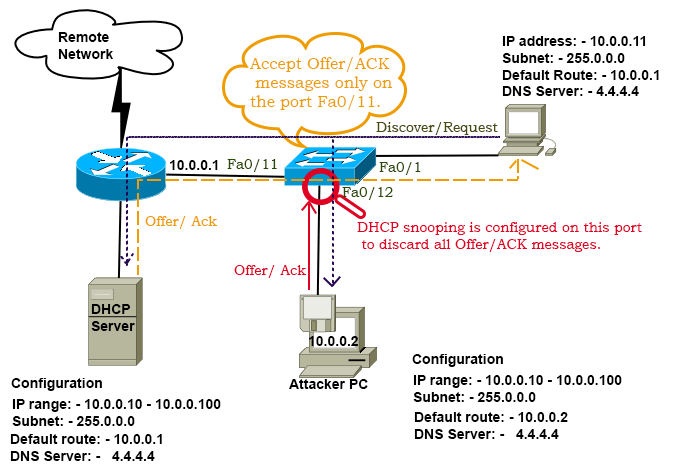 Remote
Network
Accept Offer/ACK
messages only on
the port Fa0/11.
IP address: - 10.0.0.11
Subnet: - 255.0.0.0
Default Route: - 10.0.0.1
DNS Server: - 4.4.4.4
Discover/Request
10.0.0.1
Fa0/11
Fa0/1
Fa0/12
Offer/ Ack
DHCP snooping is configured on this port
to discard all Offer/ACK messages.
Offer/ Ack
DHCP
Server
10.0.0.2
Attacker PC
Configuration
IP range: - 10.0.0.10 - 10.0.0.100
Subnet: - 255.0.0.0
Default route: - 10.0.0.1
DNS Server: - 4.4.4.4
Configuration
IP range: - 10.0.0.10 - 10.0.0.100
Subnet: - 255.0.0.0
Default route: - 10.0.0.2
DNS Server: - 4.4.4.4